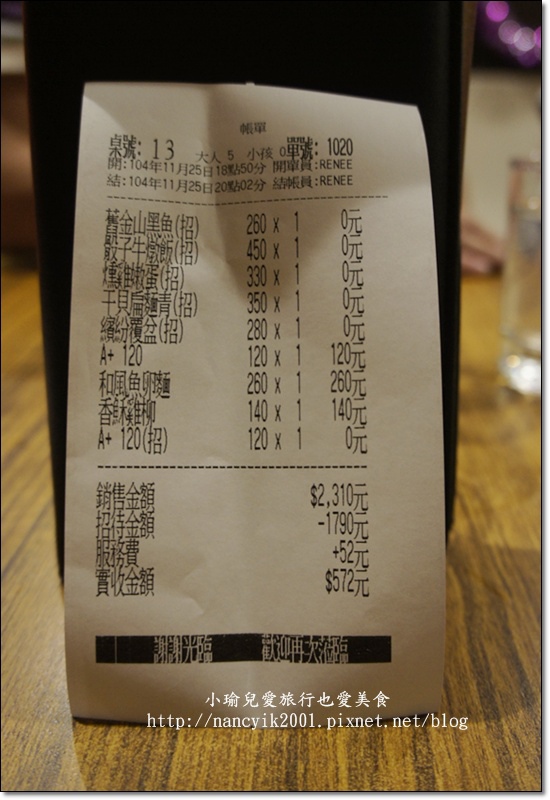 帳單
桌號: 13 大人 5 小孩 0 單號: 1020
開:104年11月25日18點50分 開單員:RENEE
結:104年11月25日20點02分 結帳員:RENEE
舊金山黑魚(招) 260 x 1 0元
骰子牛燉飯(招) 450 x 1 0元
燻雞嫩蛋(招) 330 x 1 0元
干貝扁麵青(招) 350 x 1 0元
繽紛覆盆(招) 280 x 1 0元
A+ 120 120 x 1 120元
和風魚卵麵 260 x 1 260元
香酥雞柳 140 x 1 140元
A+ 120(招) 120 x 1 0元
銷售金額 $2,310元
招待金額 -1790元
服務費 +52元
實收金額 $572元
謝謝光臨 歡迎再次蒞臨
小瑜兒愛旅行也愛美食
http://nancyik2001.pixnet.net/blog